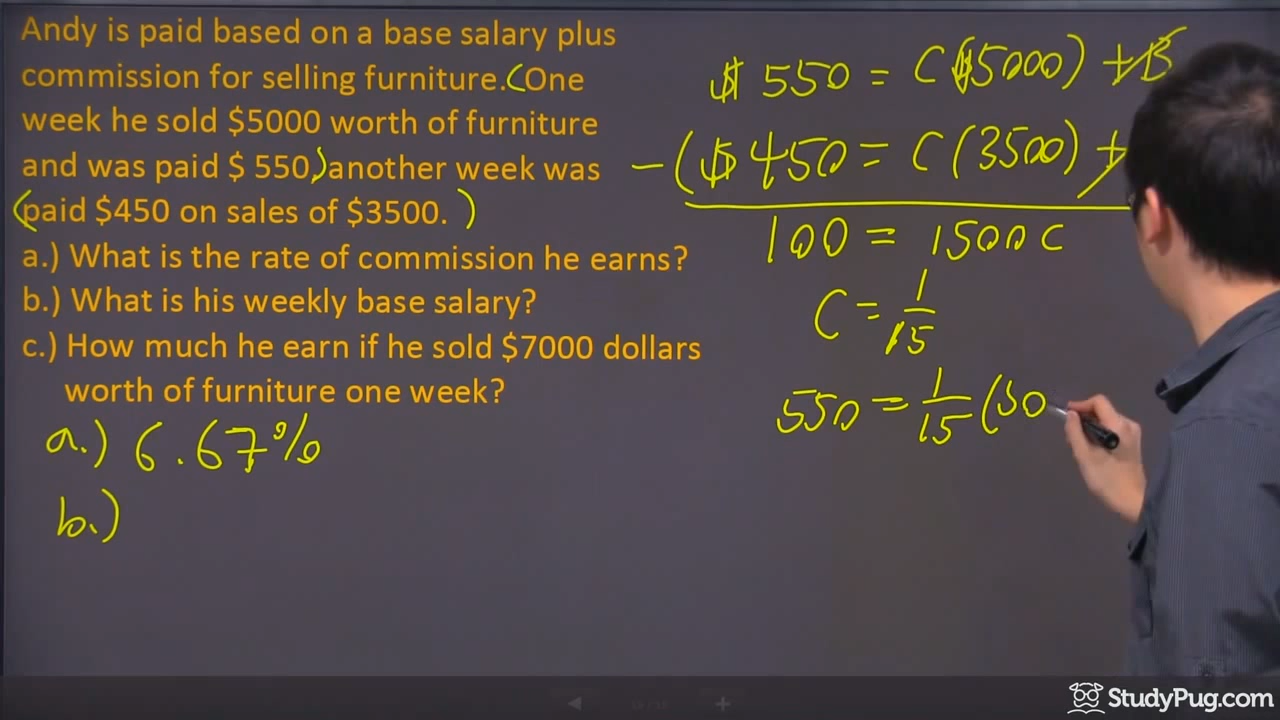 Andy is paid based on a base salary plus
commission for selling furniture. (One
week he sold $5000 worth of furniture
and was paid $ 550,) another week was
(paid $450 on sales of $3500. )
a.) What is the rate of commission he earns?
b.) What is his weekly base salary?
c.) How much he earn if he sold $7000 dollars
worth of furniture one week?
a.) 6.67%
b.)
$ 550 = C($5000) + B
- ($ 450 = C(3500) +
100 = 1500 C
C = 1/15
550 = 1/15 (50
StudyPug.com